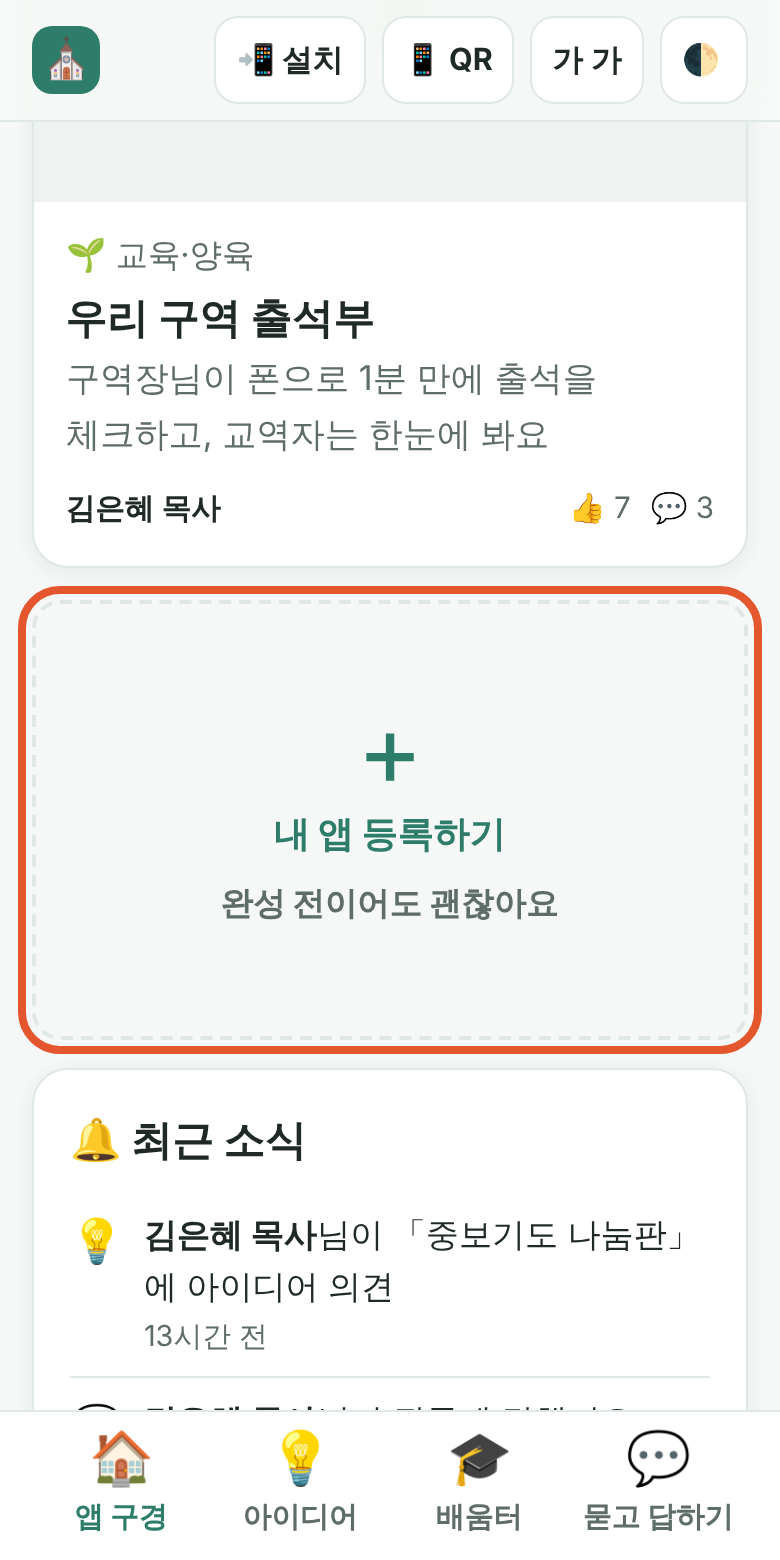 설치
QR
가 가
교육·양육
우리 구역 출석부
구역장님이 폰으로 1분 만에 출석을
체크하고, 교역자는 한눈에 봐요
김은혜 목사
7
3
+
내 앱 등록하기
완성 전이어도 괜찮아요
최근 소식
김은혜 목사님이 「중보기도 나눔판」
에 아이디어 의견
13시간 전
앱 구경
아이디어
배움터
묻고 답하기